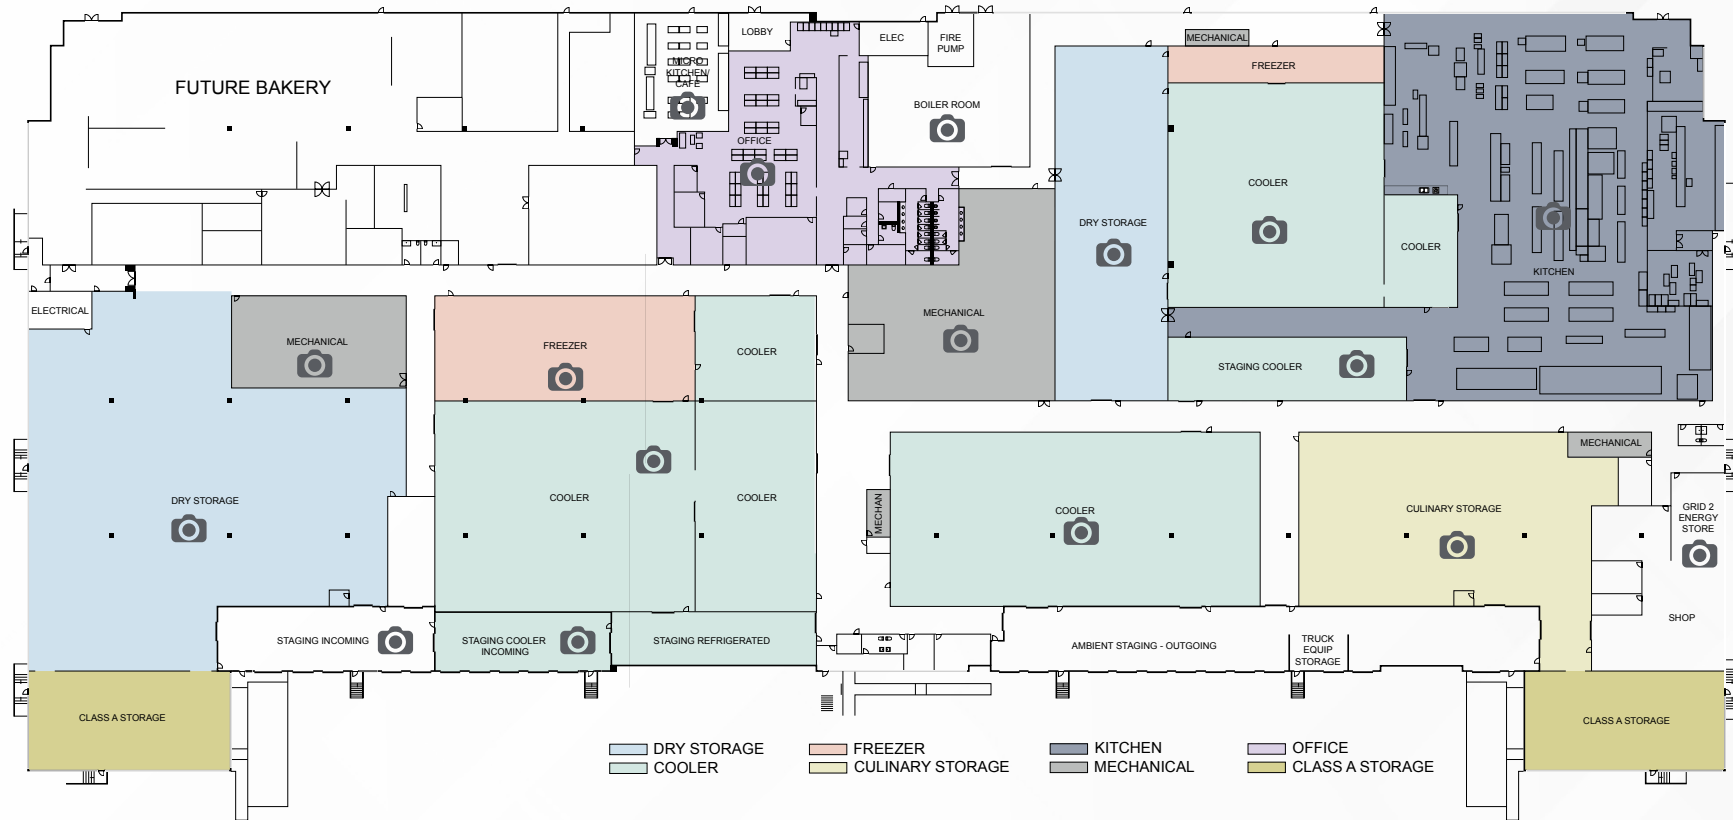 LOBBY
ELEC
FIRE
PUMP
MECHANICAL
FREEZER
MICRO
KITCHEN/
CAFE
FUTURE BAKERY
BOILER ROOM
OFFICE
COOLER
DRY STORAGE
COOLER
KITCHEN
ELECTRICAL
MECHANICAL
MECHANICAL
FREEZER
COOLER
STAGING COOLER
MECHANICAL
DRY STORAGE
COOLER
COOLER
MECHAN
COOLER
CULINARY STORAGE
GRID 2
ENERGY
STORE
STAGING INCOMING
STAGING COOLER
INCOMING
STAGING REFRIGERATED
AMBIENT STAGING - OUTGOING
TRUCK
EQUIP
STORAGE
SHOP
CLASS A STORAGE
CLASS A STORAGE
DRY STORAGE
FREEZER
KITCHEN
OFFICE
COOLER
CULINARY STORAGE
MECHANICAL
CLASS A STORAGE